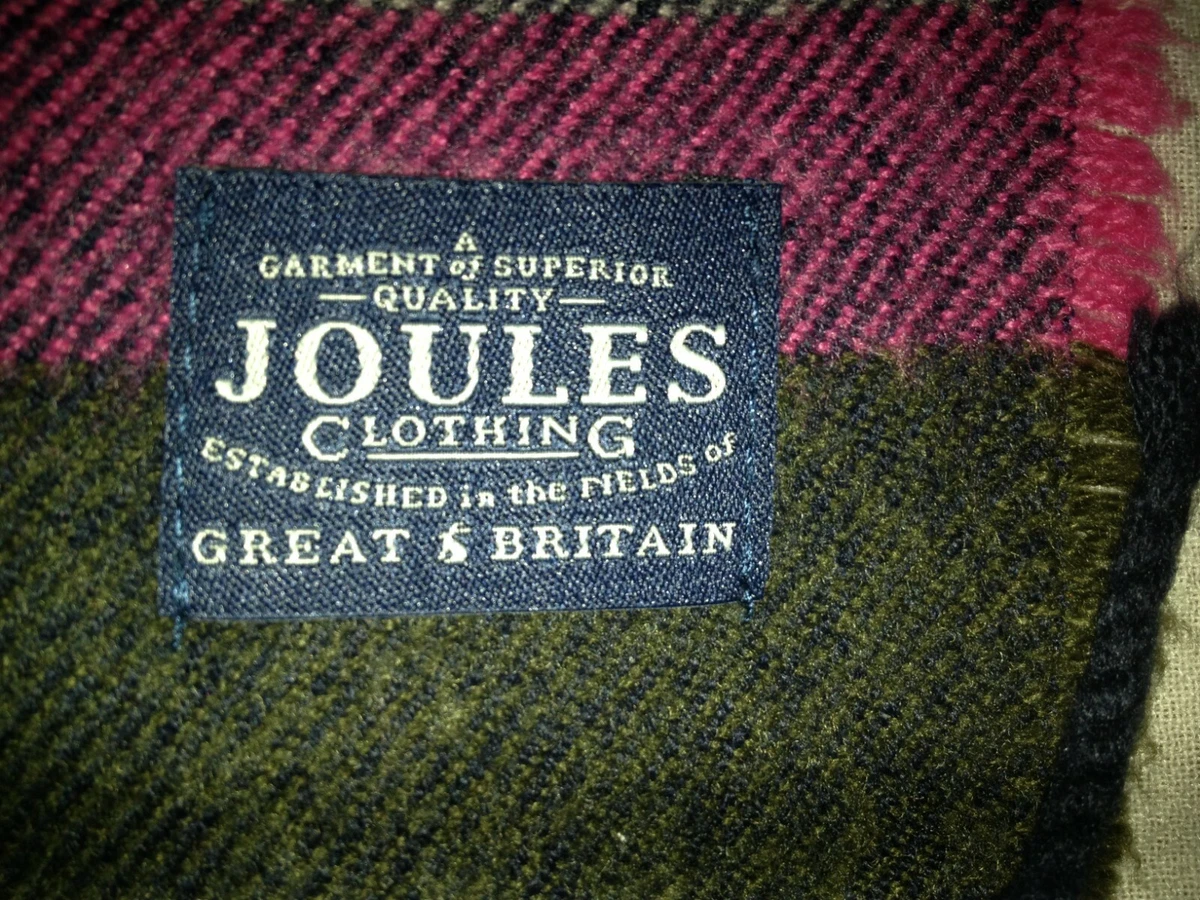 A
GARMENT of SUPERIOR
— QUALITY —
JOULES
CLOTHING
ESTABLISHED in the FIELDS of
GREAT BRITAIN